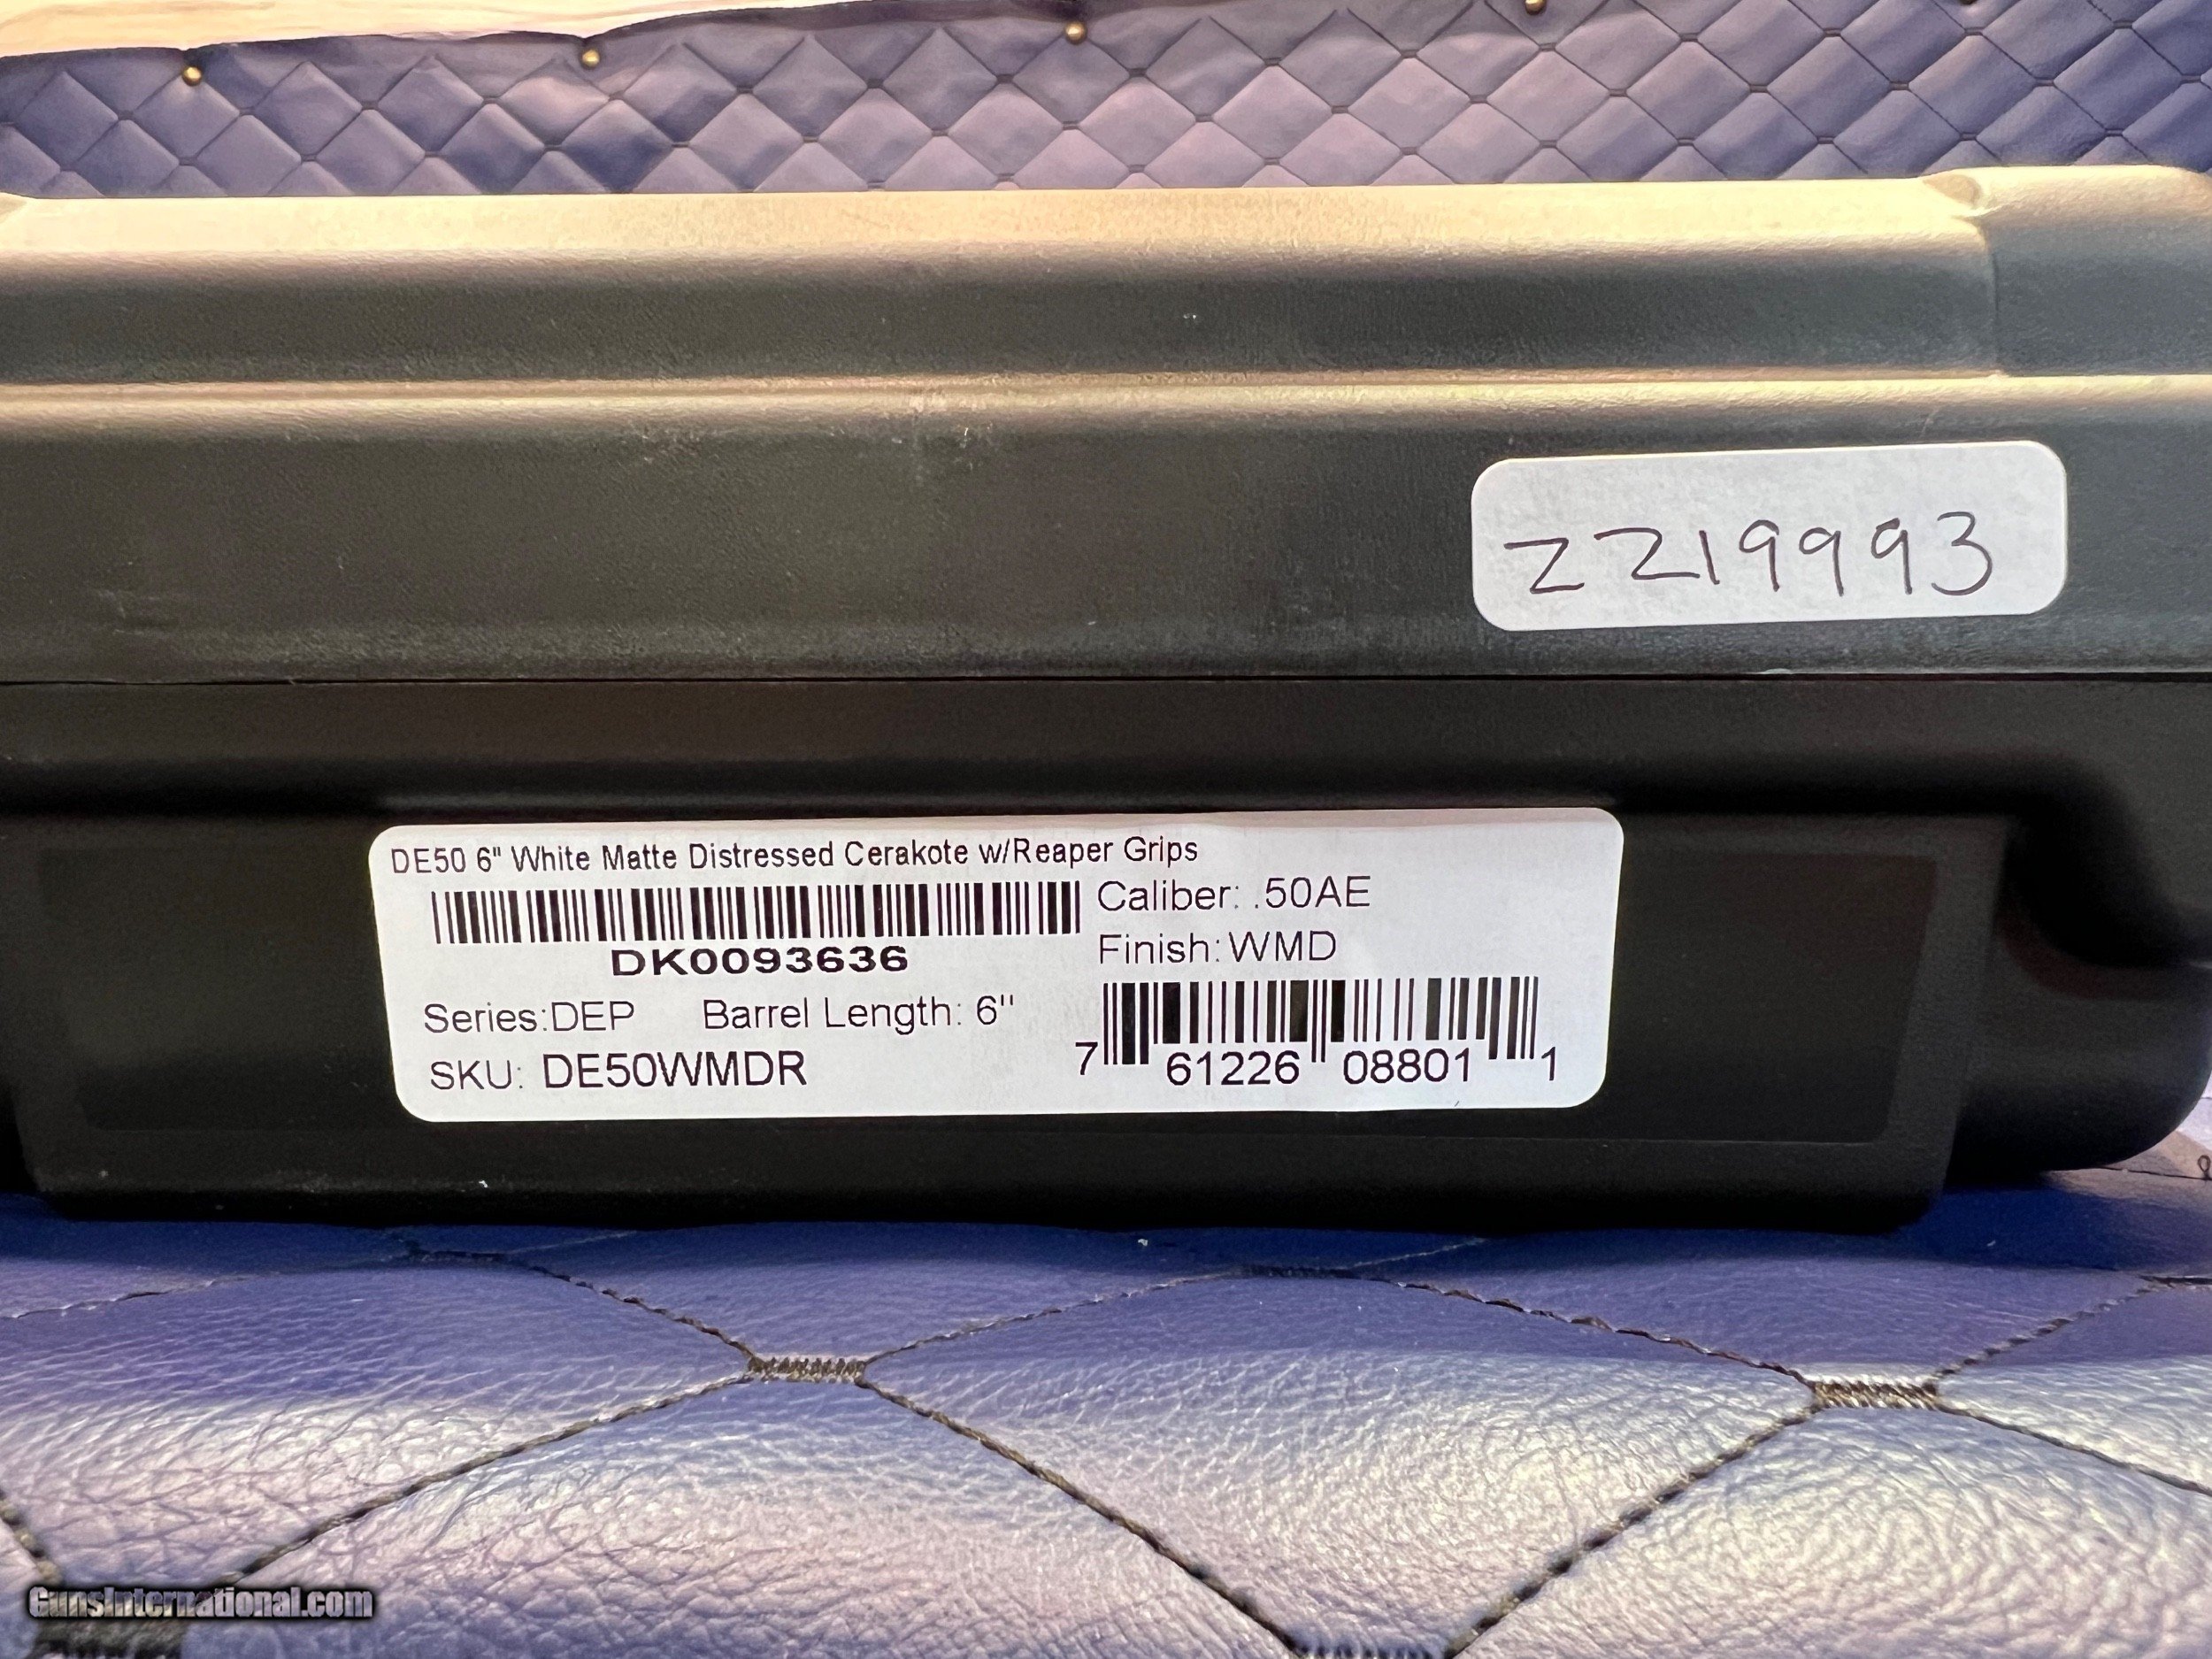 ZZ19993
DE50 6" White Matte Distressed Cerakote w/Reaper Grips
Caliber: .50AE
DK0093636
Finish: WMD
Series:DEP Barrel Length: 6"
SKU: DE50WMDR
7 61226 08801 1
GunsInternational.com